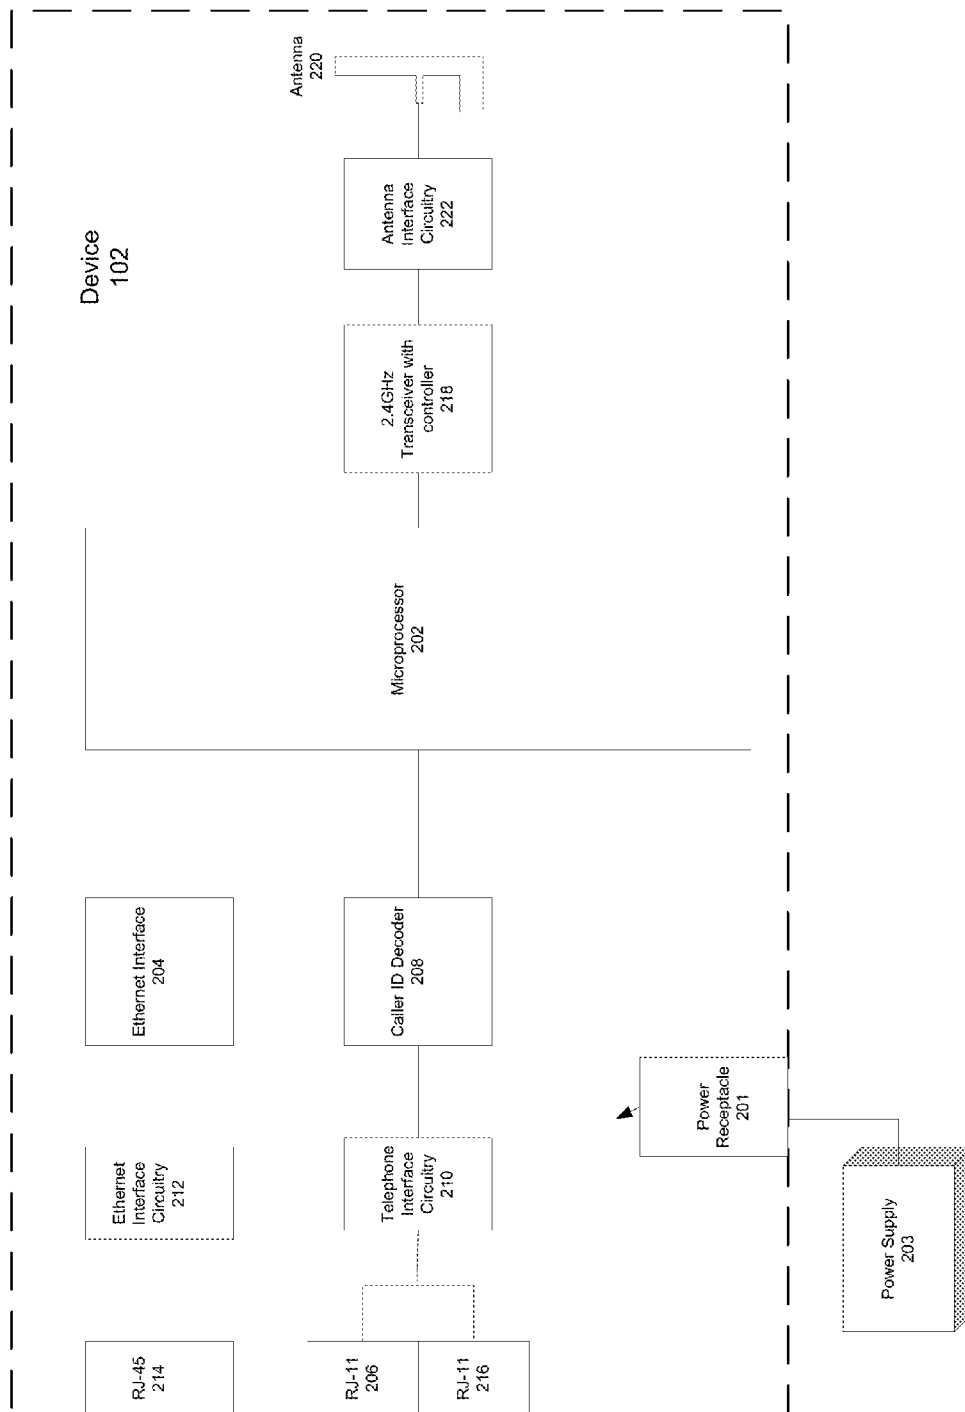 Device
102
Antenna
220
Antenna
Interface
Circuitry
222
2.4GHz
Transceiver with
controller
218
Microprocessor
202
Ethernet Interface
204
Caller ID Decoder
208
Ethernet
Interface
Circuitry
212
Telephone
Interface
Circuitry
210
RJ-45
214
RJ-11
206
RJ-11
216
Power
Receptacle
201
Power Supply
203